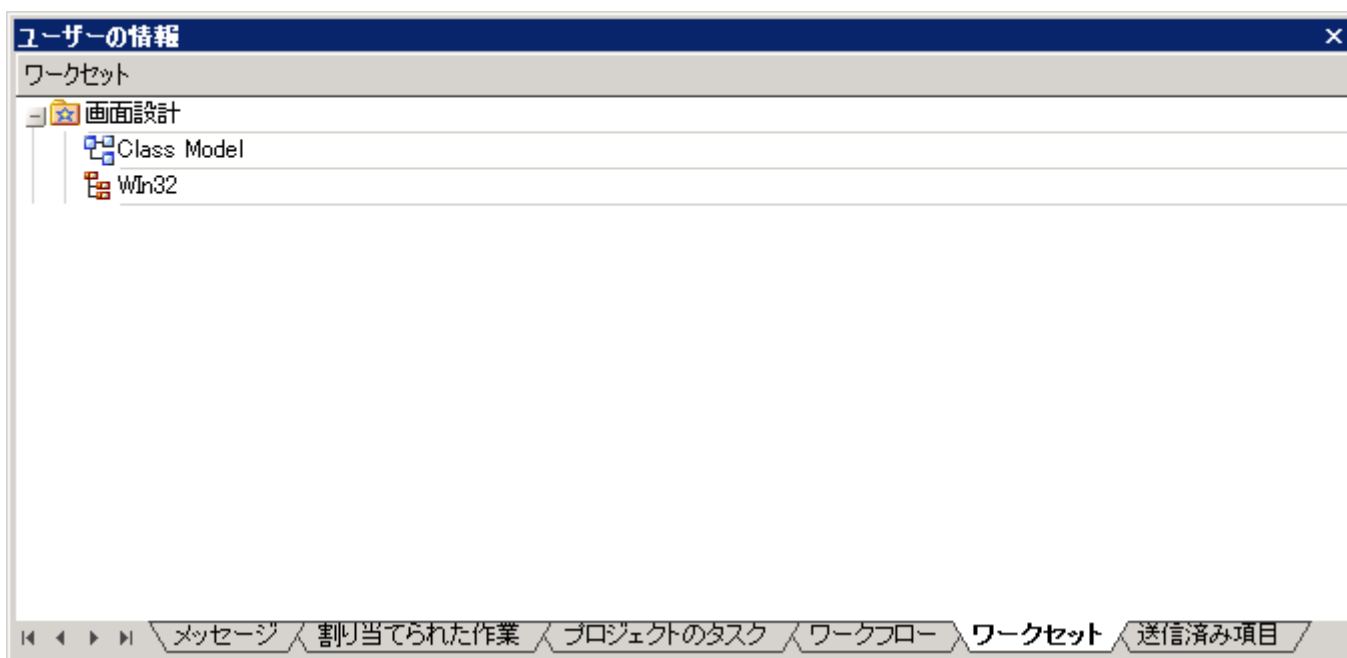 ユーザーの情報
ワークセット
画面設計
Class Model
WIn32
メッセージ 割り当てられた作業 プロジェクトのタスク ワークフロー ワークセット 送信済み項目